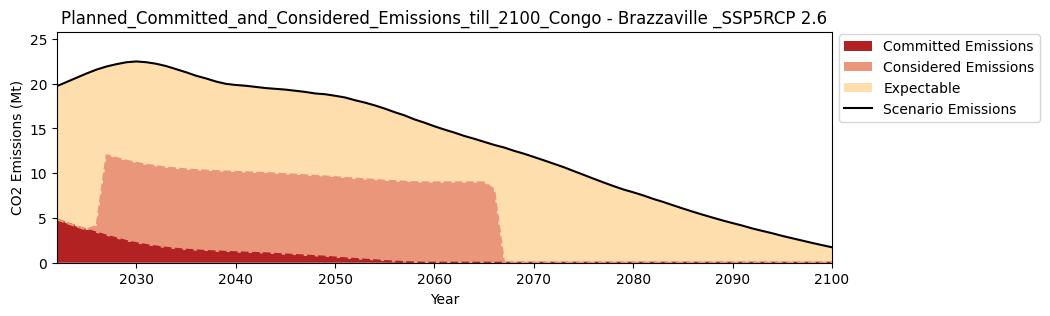 Planned_Committed_and_Considered_Emissions_till_2100_Congo - Brazzaville _SSP5RCP 2.6
CO2 Emissions (Mt)
25
20
15
10
5
0
2030 2040 2050 2060 2070 2080 2090 2100
Year
Committed Emissions
Considered Emissions
Expectable
Scenario Emissions